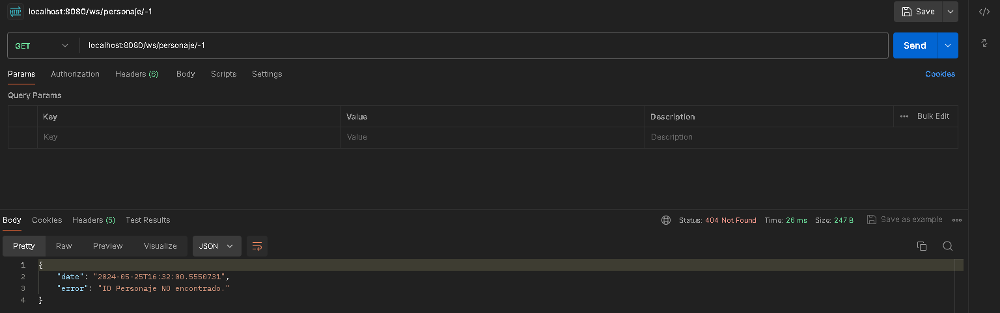 HTTP localhost:8080/ws/personaje/-1 Save </>
GET localhost:8080/ws/personaje/-1 Send
Params Authorization Headers (6) Body Scripts Settings Cookies
Query Params
Key Value Description ••• Bulk Edit
Key Value Description
Body Cookies Headers (5) Test Results Status: 404 Not Found Time: 26 ms Size: 247 B Save as example •••
Pretty Raw Preview Visualize JSON
1 {
2 "date": "2024-05-25T16:32:00.5550731",
3 "error": "ID Personaje NO encontrado."
4 }